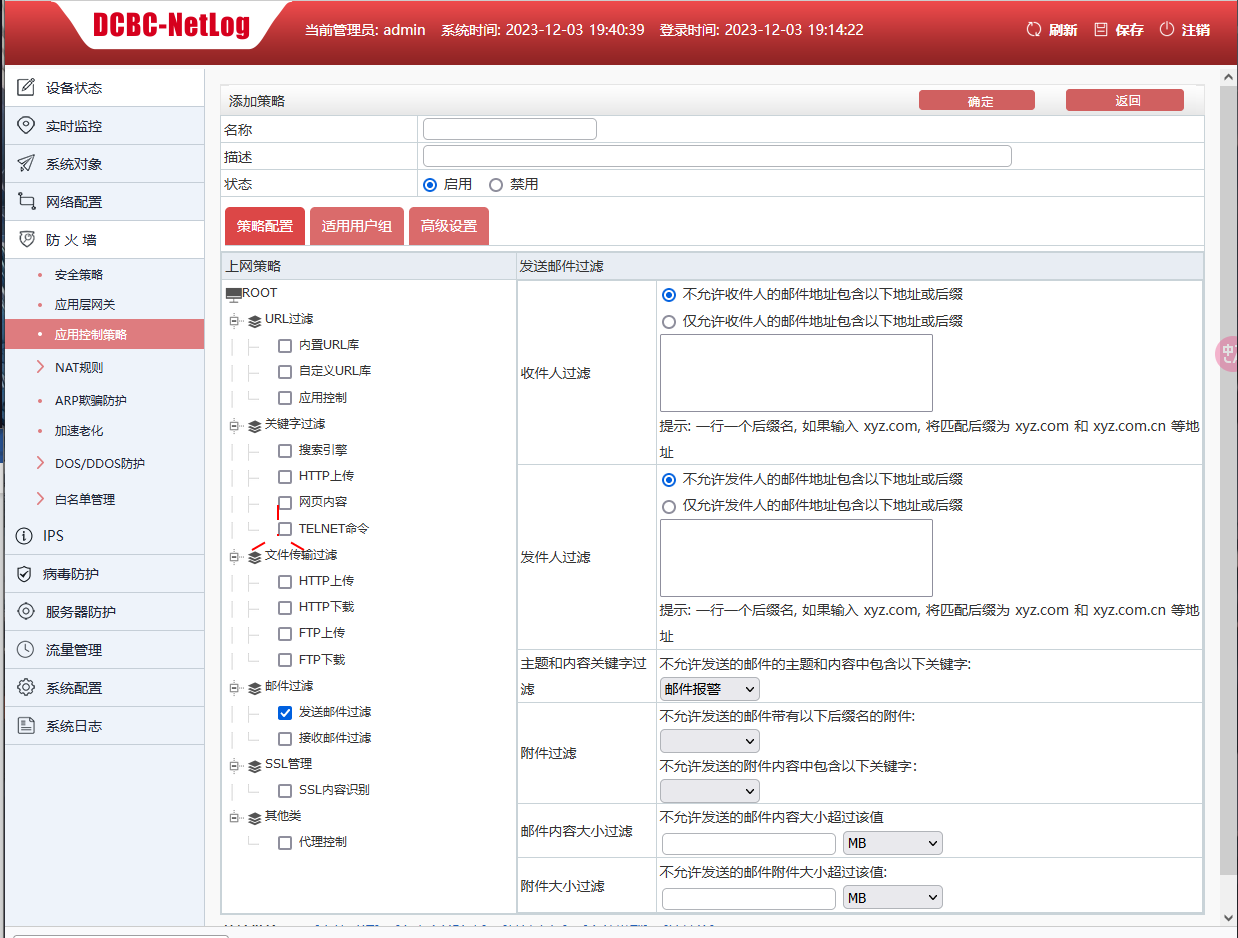 DCBC-NetLog
当前管理员: admin 系统时间: 2023-12-03 19:40:39 登录时间: 2023-12-03 19:14:22
刷新 保存 注销
设备状态
实时监控
系统对象
网络配置
防 火 墙
安全策略
应用层网关
应用控制策略
NAT规则
ARP欺骗防护
加速老化
DOS/DDOS防护
白名单管理
IPS
病毒防护
服务器防护
流量管理
系统配置
系统日志
添加策略 确定 返回
名称
描述
状态 启用 禁用
策略配置 适用用户组 高级设置
上网策略
ROOT
URL过滤
内置URL库
自定义URL库
应用控制
关键字过滤
搜索引擎
HTTP上传
网页内容
TELNET命令
文件传输过滤
HTTP上传
HTTP下载
FTP上传
FTP下载
邮件过滤
发送邮件过滤
接收邮件过滤
SSL管理
SSL内容识别
其他类
代理控制
发送邮件过滤
收件人过滤
不允许收件人的邮件地址包含以下地址或后缀
仅允许收件人的邮件地址包含以下地址或后缀
提示: 一行一个后缀名, 如果输入 xyz.com, 将匹配后缀为 xyz.com 和 xyz.com.cn 等地
址
发件人过滤
不允许发件人的邮件地址包含以下地址或后缀
仅允许发件人的邮件地址包含以下地址或后缀
提示: 一行一个后缀名, 如果输入 xyz.com, 将匹配后缀为 xyz.com 和 xyz.com.cn 等地
址
主题和内容关键字过
滤
不允许发送的邮件的主题和内容中包含以下关键字:
邮件报警
附件过滤
不允许发送的邮件带有以下后缀名的附件:
不允许发送的附件内容中包含以下关键字:
邮件内容大小过滤
不允许发送的邮件内容大小超过该值
MB
附件大小过滤
不允许发送的邮件附件大小超过该值:
MB